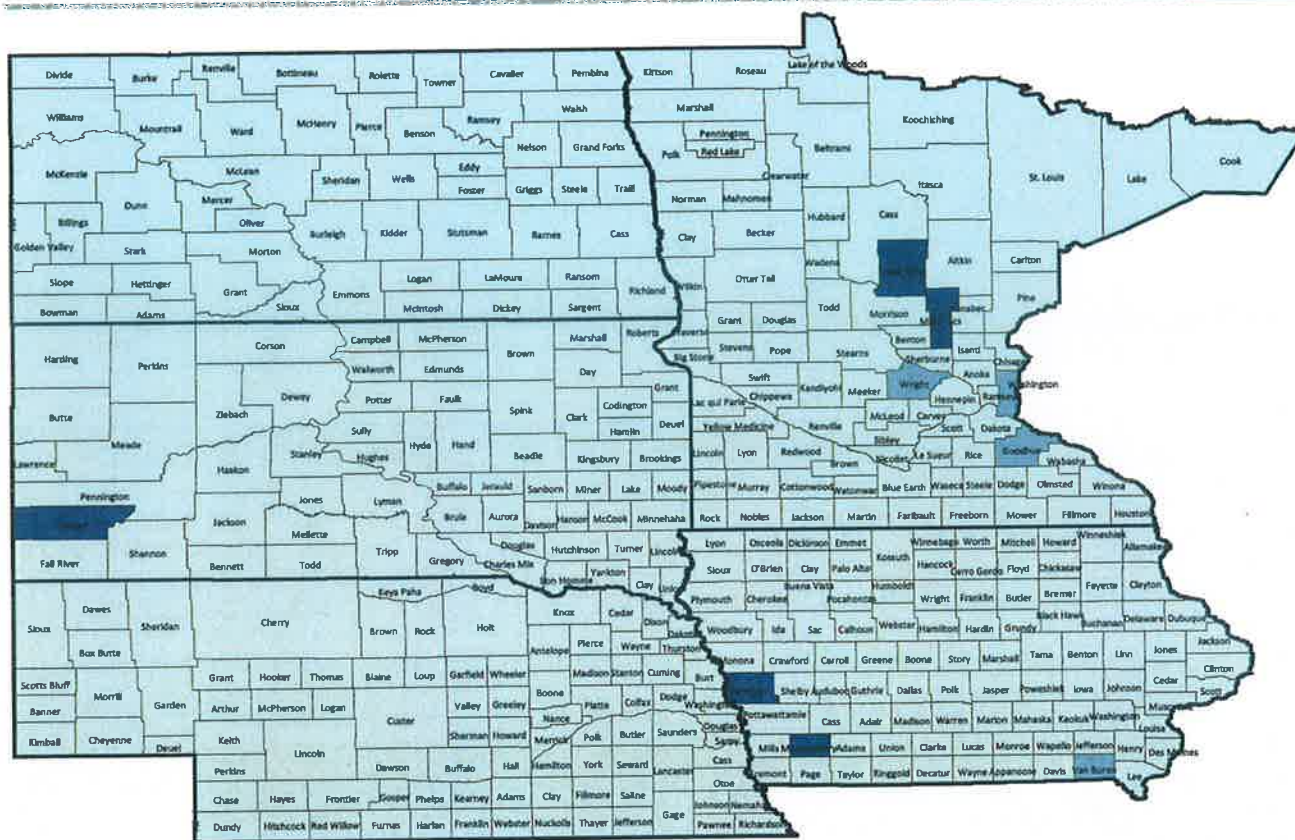 Divide Burke Renville Bottineau Rolette Towner Cavalier Pembina Kittson Roseau Lake of the Woods
Williams Mountrail Ward McHenry Pierce Benson Ramsey Walsh Marshall Koochiching
Nelson Grand Forks Polk Pennington Red Lake Beltrami Cook
McKenzie McLean Sheridan Wells Eddy Foster Griggs Steele Traill Clearwater Itasca St. Louis Lake
Dunn Mercer Oliver Norman Mahnomen Hubbard Cass
Billings Golden Valley Stark Morton Burleigh Kidder Stutsman Barnes Cass Clay Becker
Wadena Aitkin Carlton
Slope Hettinger Grant Sioux Emmons Logan LaMoure Ransom Richland Wilkin Otter Tail
Bowman Adams McIntosh Dickey Sargent Todd Morrison Pine
Harding Perkins Corson Campbell McPherson Brown Marshall Roberts Traverse Grant Douglas Benton Isanti
Walworth Edmunds Day Big Stone Stevens Pope Stearns Sherburne Chisago
Butte Ziebach Dewey Potter Faulk Spink Clark Codington Grant Swift Kandiyohi Meeker Wright Anoka Washington
Meade Sully Hamlin Deuel Lac qui Parle Chippewa Hennepin Ramsey
Lawrence Haakon Stanley Hughes Hyde Hand Beadle Kingsbury Brookings Yellow Medicine Renville McLeod Carver Scott Dakota
Lincoln Lyon Redwood Brown Sibley Nicollet Le Sueur Rice Goodhue Wabasha
Pennington Jones Lyman Buffalo Jerauld Sanborn Miner Lake Moody Pipestone Murray Cottonwood Watonwan Blue Earth Waseca Steele Dodge Olmsted Winona
Jackson Mellette Brule Aurora Davison Hanson McCook Minnehaha Rock Nobles Jackson Martin Faribault Freeborn Mower Fillmore Houston
Fall River Shannon Bennett Todd Tripp Gregory Douglas Charles Mix Hutchinson Turner Lincoln
Bon Homme Yankton Clay Union
Lyon Osceola Dickinson Emmet Kossuth Winnebago Worth Mitchell Howard Winneshiek Allamakee
Sioux O'Brien Clay Palo Alto Hancock Cerro Gordo Floyd Chickasaw
Dawes Keya Paha Boyd Knox Cedar Plymouth Cherokee Buena Vista Pocahontas Humboldt Wright Franklin Butler Bremer Fayette Clayton
Sioux Sheridan Cherry Brown Rock Holt Dixon Dakota Woodbury Ida Sac Calhoun Webster Hamilton Hardin Grundy Black Hawk Buchanan Delaware Dubuque
Box Butte Antelope Pierce Wayne Thurston Monona Crawford Carroll Greene Boone Story Marshall Tama Benton Linn Jones Jackson
Scotts Bluff Morrill Garden Grant Hooker Thomas Blaine Loup Garfield Wheeler Madison Stanton Cuming Burt Clinton
Banner Arthur McPherson Logan Custer Valley Greeley Boone Platte Colfax Dodge Washington Shelby Audubon Guthrie Dallas Polk Jasper Poweshiek Iowa Johnson Cedar Scott
Nance Douglas Pottawattamie Cass Adair Madison Warren Marion Mahaska Keokuk Washington Louisa
Kimball Cheyenne Deuel Keith Lincoln Sherman Howard Merrick Polk Butler Saunders Sarpy
Mills Adams Union Clarke Lucas Monroe Wapello Jefferson Henry Des Moines
Perkins Dawson Buffalo Hall Hamilton York Seward Lancaster Cass Otoe Page Taylor Ringgold Decatur Wayne Appanoose Davis Van Buren Lee
Chase Hayes Frontier Gosper Phelps Kearney Adams Clay Fillmore Saline Johnson Nemaha
Dundy Hitchcock Red Willow Furnas Harlan Franklin Webster Nuckolls Thayer Jefferson Gage Pawnee Richardson